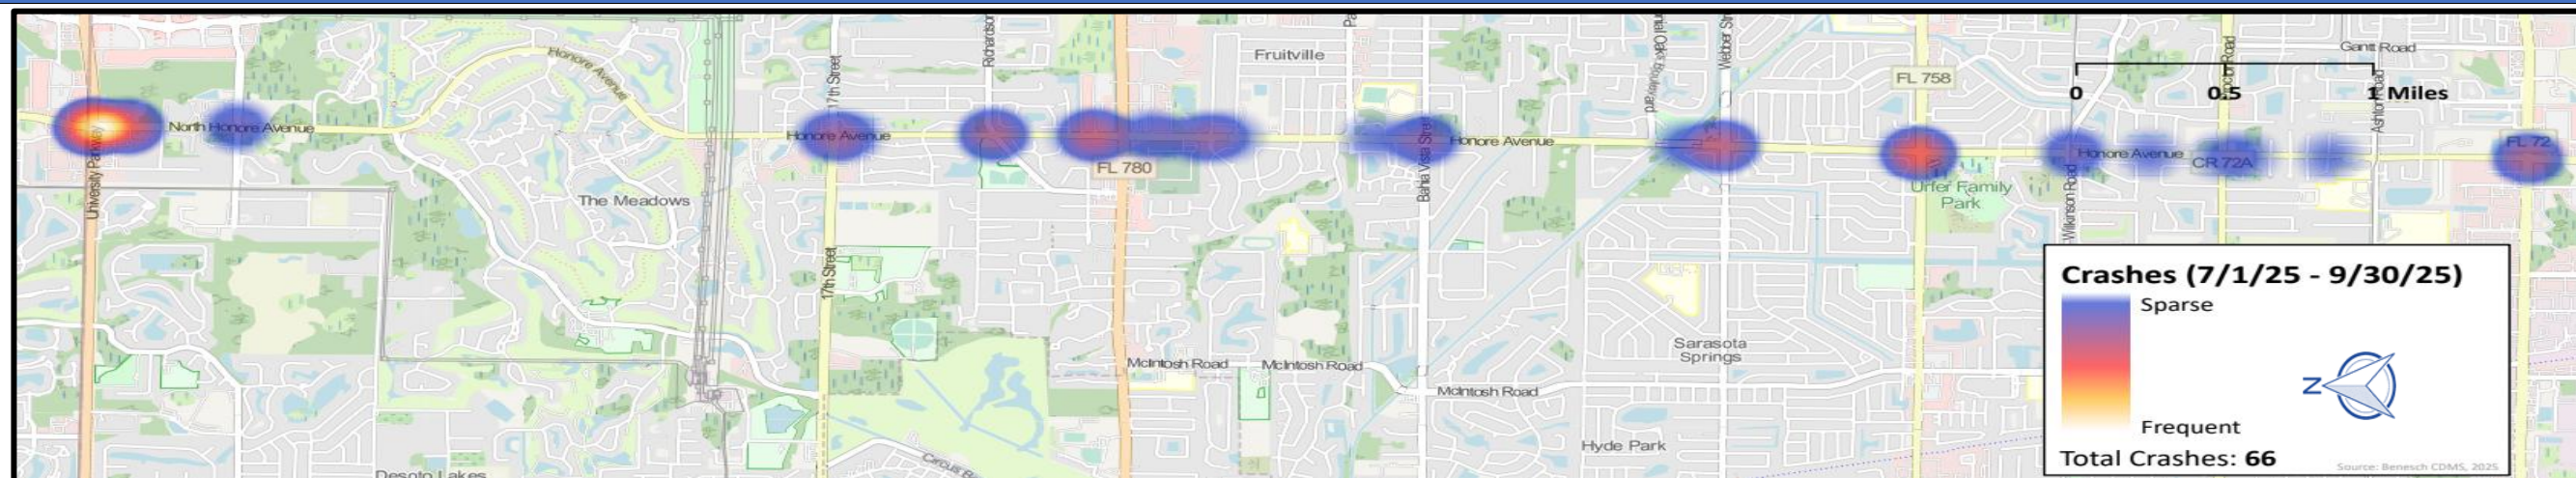 University Parkway
North Honore Avenue
Honore Avenue
The Meadows
Desoto Lakes
17th Street
17th Street
Honore Avenue
Richardson
FL 780
Fruitville
McIntosh Road
McIntosh Road
McIntosh Road
Bahia Vista Street
Honore Avenue
Webber Str
Sarasota
Springs
Hyde Park
FL 758
Urfer Family
Park
Wilkinson Road
Honore Avenue
CR 72A
Gantt Road
Ashton Road
FL 72
0
0.5
1 Miles
Crashes (7/1/25 - 9/30/25)
Sparse
Frequent
Z
Total Crashes: 66
Source: Benesch CDMS, 2025